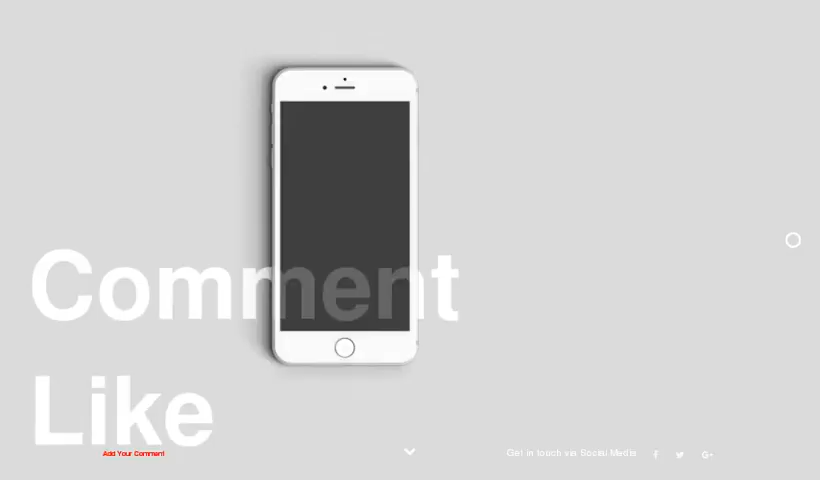 Comment
Like
Add Your Comment
Get in touch via Social Media
G+